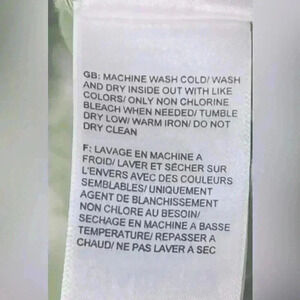 GB: MACHINE WASH COLD/ WASH
AND DRY INSIDE OUT WITH LIKE
COLORS/ ONLY NON CHLORINE
BLEACH WHEN NEEDED/ TUMBLE
DRY LOW/ WARM IRON/ DO NOT
DRY CLEAN
F: LAVAGE EN MACHINE A
FROID/ LAVER ET SÉCHER SUR
L'ENVERS AVEC DES COULEURS
SEMBLABLES/ UNIQUEMENT
AGENT DE BLANCHISSEMENT
NON CHLORE AU BESOIN/
SECHAGE EN MACHINE A BASSE
TEMPERATURE/ REPASSER A
CHAUD/ NE PAS LAVER A SEC